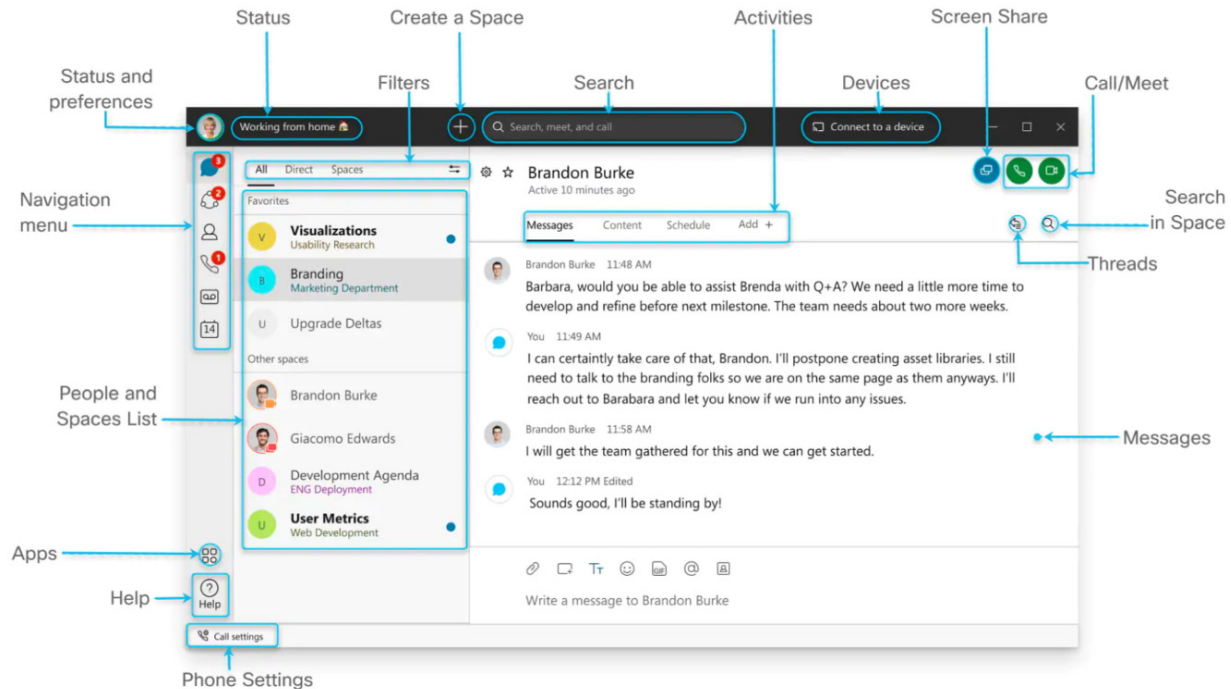 Status
Create a Space
Activities
Screen Share
Status and
preferences
Filters
Search
Devices
Call/Meet
Working from home
Search, meet, and call
Connect to a device
Navigation
menu
3
2
1
14
All Direct Spaces
Favorites
V
Visualizations
Usability Research
B
Branding
Marketing Department
U
Upgrade Deltas
Other spaces
Brandon Burke
Giacomo Edwards
D
Development Agenda
ENG Deployment
U
User Metrics
Web Development
People and
Spaces List
Brandon Burke
Active 10 minutes ago
Messages Content Schedule Add +
Search
in Space
Threads
Brandon Burke 11:48 AM
Barbara, would you be able to assist Brenda with Q+A? We need a little more time to
develop and refine before next milestone. The team needs about two more weeks.
You 11:49 AM
I can certaintly take care of that, Brandon. I'll postpone creating asset libraries. I still
need to talk to the branding folks so we are on the same page as them anyways. I'll
reach out to Barabara and let you know if we run into any issues.
Brandon Burke 11:58 AM
I will get the team gathered for this and we can get started.
Messages
You 12:12 PM Edited
Sounds good, I'll be standing by!
Tт
GIF
@
Write a message to Brandon Burke
Apps
Help
Help
Call settings
Phone Settings